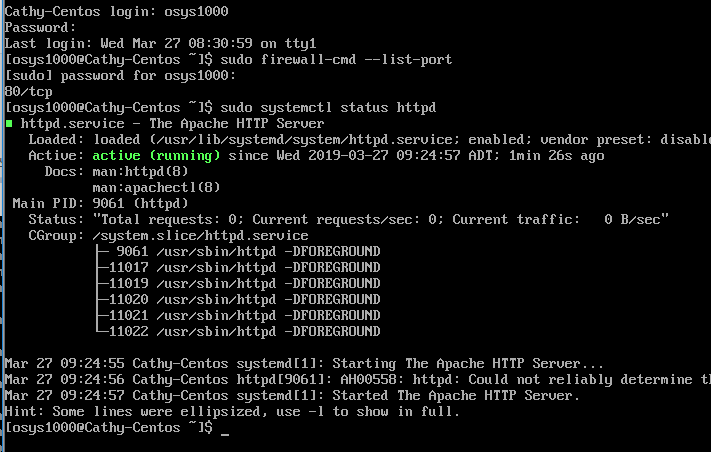 Cathy-Centos login: osys1000
Password:
Last login: Wed Mar 27 08:30:59 on tty1
[osys1000@Cathy-Centos ~]$ sudo firewall-cmd --list-port
[sudo] password for osys1000:
80/tcp
[osys1000@Cathy-Centos ~]$ sudo systemctl status httpd
■ httpd.service - The Apache HTTP Server
   Loaded: loaded (/usr/lib/systemd/system/httpd.service; enabled; vendor preset: disable
   Active: active (running) since Wed 2019-03-27 09:24:57 ADT; 1min 26s ago
     Docs: man:httpd(8)
           man:apachectl(8)
 Main PID: 9061 (httpd)
   Status: "Total requests: 0; Current requests/sec: 0; Current traffic:   0 B/sec"
   CGroup: /system.slice/httpd.service
           ├─ 9061 /usr/sbin/httpd -DFOREGROUND
           ├─11017 /usr/sbin/httpd -DFOREGROUND
           ├─11019 /usr/sbin/httpd -DFOREGROUND
           ├─11020 /usr/sbin/httpd -DFOREGROUND
           ├─11021 /usr/sbin/httpd -DFOREGROUND
           └─11022 /usr/sbin/httpd -DFOREGROUND

Mar 27 09:24:55 Cathy-Centos systemd[1]: Starting The Apache HTTP Server...
Mar 27 09:24:56 Cathy-Centos httpd[9061]: AH00558: httpd: Could not reliably determine th
Mar 27 09:24:57 Cathy-Centos systemd[1]: Started The Apache HTTP Server.
Hint: Some lines were ellipsized, use -l to show in full.
[osys1000@Cathy-Centos ~]$ _